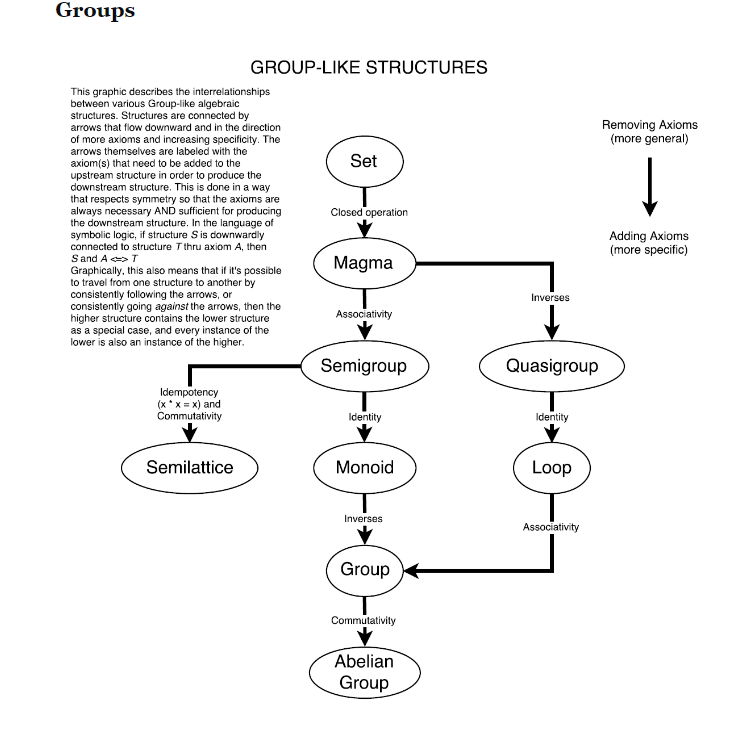 Groups
GROUP-LIKE STRUCTURES
This graphic describes the interrelationships
between various Group-like algebraic
structures. Structures are connected by
arrows that flow downward and in the direction
of more axioms and increasing specificity. The
arrows themselves are labeled with the
axiom(s) that need to be added to the
upstream structure in order to produce the
downstream structure. This is done in a way
that respects symmetry so that the axioms are
always necessary AND sufficient for producing
the downstream structure. In the language of
symbolic logic, if structure S is downwardly
connected to structure T thru axiom A, then
S and A <=> T
Graphically, this also means that if it's possible
to travel from one structure to another by
consistently following the arrows, or
consistently going against the arrows, then the
higher structure contains the lower structure
as a special case, and every instance of the
lower is also an instance of the higher.
Removing Axioms
(more general)
Adding Axioms
(more specific)
Set
Closed operation
Magma
Inverses
Associativity
Semigroup
Quasigroup
Idempotency
(x * x = x) and
Commutativity
Identity
Identity
Semilattice
Monoid
Loop
Inverses
Associativity
Group
Commutativity
Abelian
Group